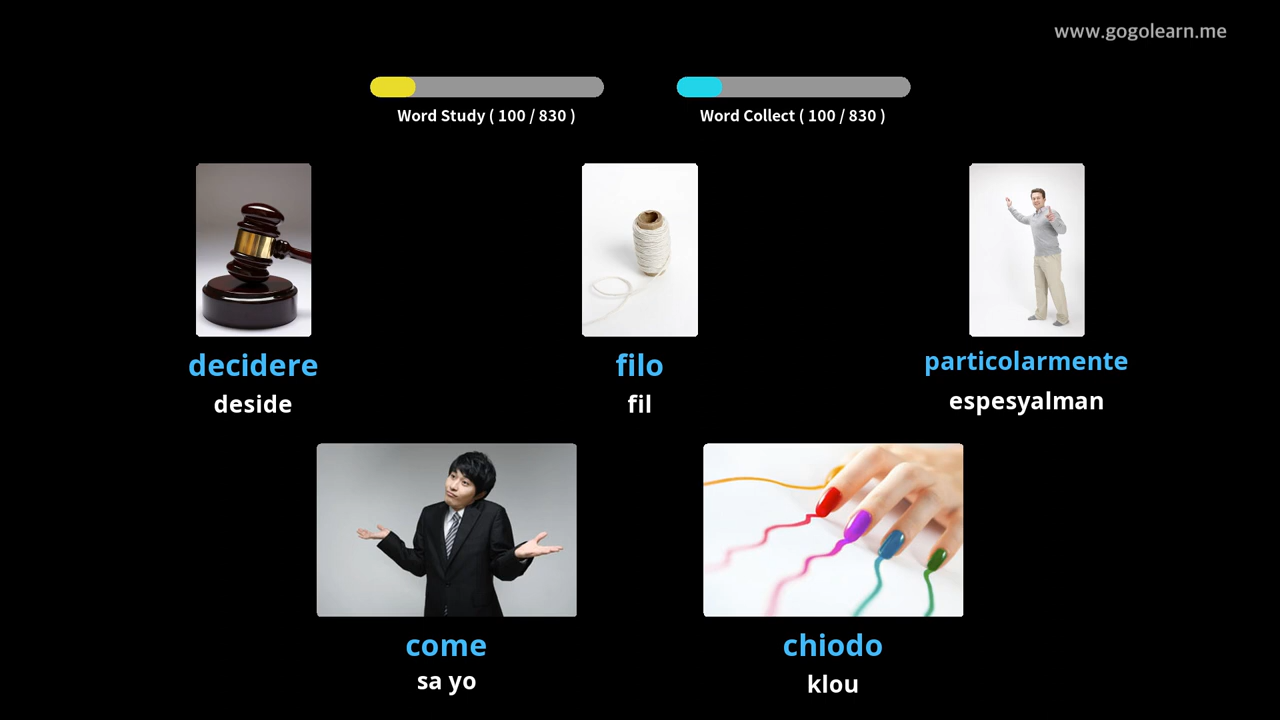 www.gogolearn.me
Word Study ( 100 / 830 )
Word Collect ( 100 / 830 )
decidere
deside
filo
fil
particolarmente
espesyalman
come
sa yo
chiodo
klou